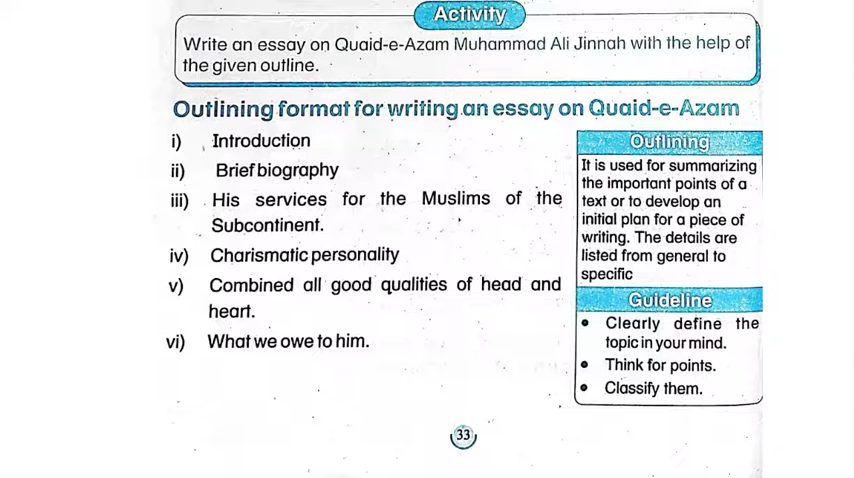 Activity
Write an essay on Quaid-e-Azam Muhammad Ali Jinnah with the help of
the given outline.
Outlining format for writing an essay on Quaid-e-Azam
i) Introduction
ii) Brief biography
iii) His services for the Muslims of the
Subcontinent.
iv) Charismatic personality
v) Combined all good qualities of head and
heart.
vi) What we owe to him.
Outlining
It is used for summarizing
the important points of a
text or to develop an
initial plan for a piece of
writing. The details are
listed from general to
specific
Guideline
• Clearly define the
topic in your mind.
• Think for points.
• Classify them.
33